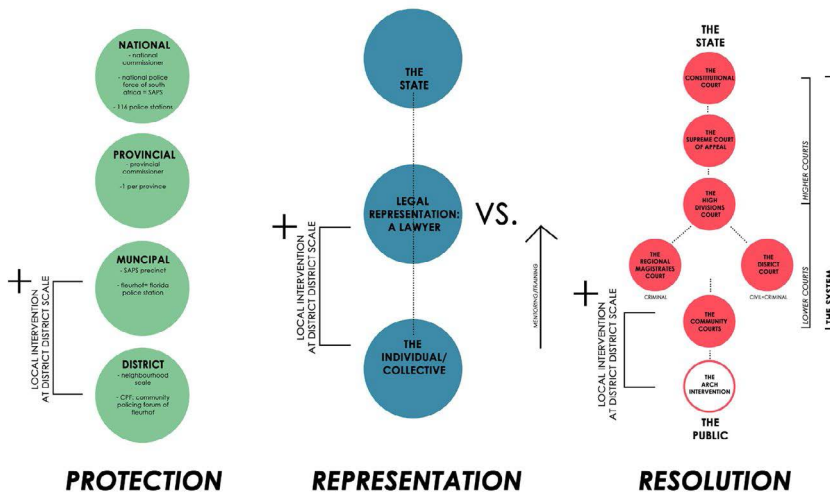 NATIONAL
- national
commissioner
- national police
force of south
africa = SAPS
- 116 police stations
PROVINCIAL
- provincial
commissioner
-1 per province
MUNCIPAL
- SAPS precinct
- fleurhof+ florida
police station
DISTRICT
- neighbourhood
scale
- CPF: community
policing forum of
fleurhof
+
LOCAL INTERVENTION
AT DISTRICT DISTRICT SCALE
PROTECTION
THE
STATE
LEGAL
REPRESENTATION:
A LAWYER
THE
INDIVIDUAL/
COLLECTIVE
+
LOCAL INTERVENTION
AT DISTRICT DISTRICT SCALE
VS.
MENTORING/TRAINING
REPRESENTATION
THE
STATE
THE
CONSTITUTIONAL
COURT
THE
SUPREME COURT
OF APPEAL
THE HIGH
DIVISIONS
COURT
THE
REGIONAL
MAGISTRATES
COURT
CRIMINAL
THE
DISRICT
COURT
CIVIL+CRIMINAL
THE
COMMUNITY
COURTS
THE
ARCH
INTERVENTION
THE
PUBLIC
+
LOCAL INTERVENTION
AT DISTRICT DISTRICT SCALE
HIGHER COURTS
LOWER COURTS
THE SYSTEM
RESOLUTION